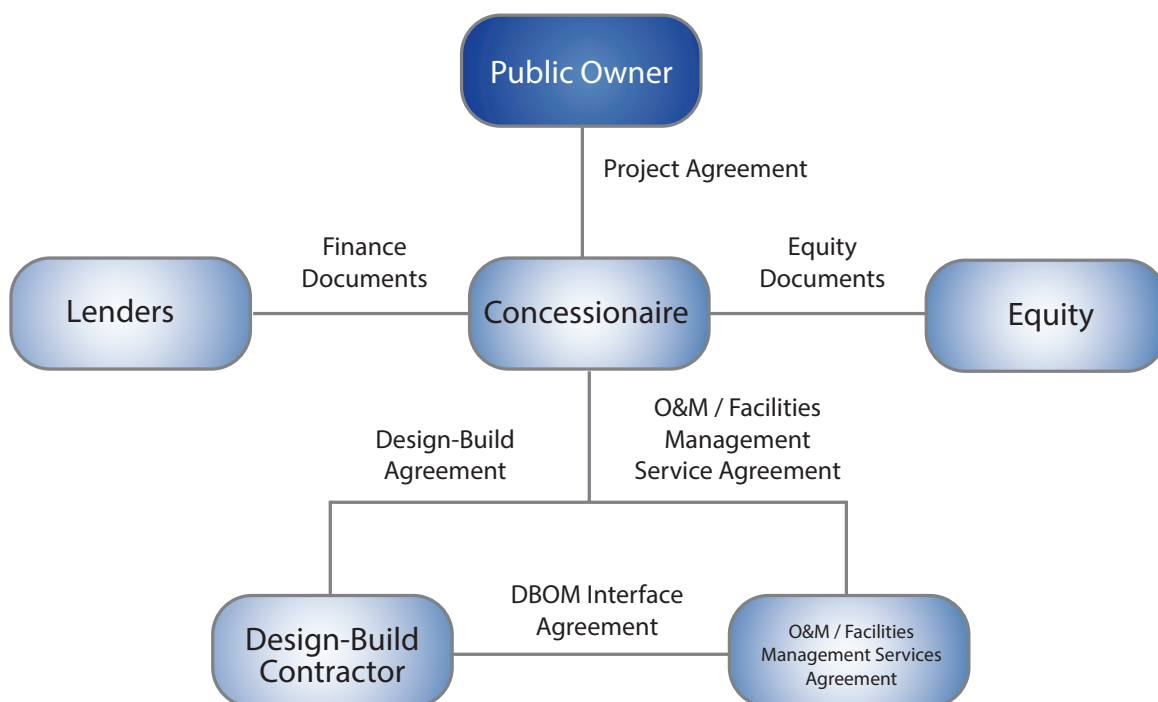 Public Owner
Project Agreement
Finance
Documents
Equity
Documents
Lenders
Concessionaire
Equity
Design-Build
Agreement
O&M / Facilities
Management
Service Agreement
DBOM Interface
Agreement
Design-Build
Contractor
O&M / Facilities
Management Services
Agreement